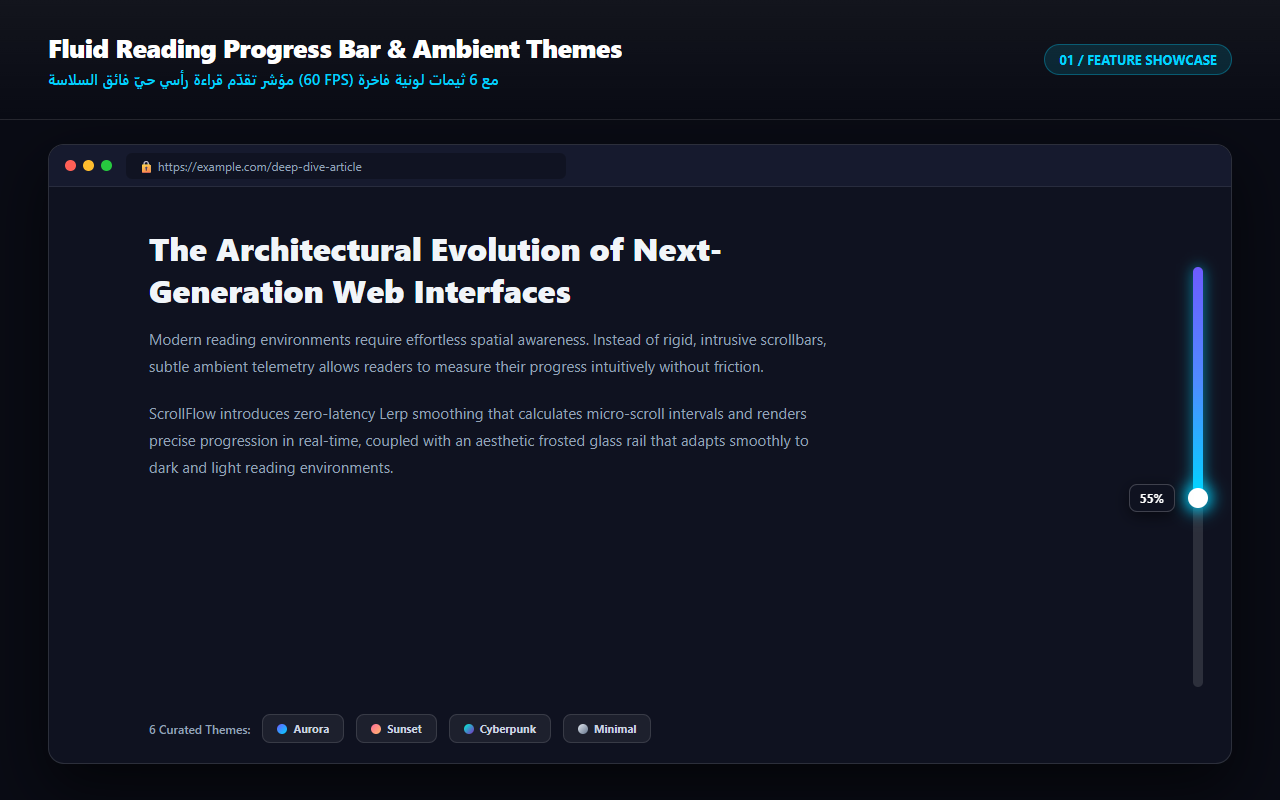 Fluid Reading Progress Bar & Ambient Themes
مؤشر تقدّم قراءة رأسي حيّ فائق السلاسة (60 FPS) مع 6 ثيمات لونية فاخرة
01 / FEATURE SHOWCASE
https://example.com/deep-dive-article
The Architectural Evolution of Next-
Generation Web Interfaces
Modern reading environments require effortless spatial awareness. Instead of rigid, intrusive scrollbars,
subtle ambient telemetry allows readers to measure their progress intuitively without friction.
ScrollFlow introduces zero-latency Lerp smoothing that calculates micro-scroll intervals and renders
precise progression in real-time, coupled with an aesthetic frosted glass rail that adapts smoothly to
dark and light reading environments.
55%
6 Curated Themes: Aurora Sunset Cyberpunk Minimal